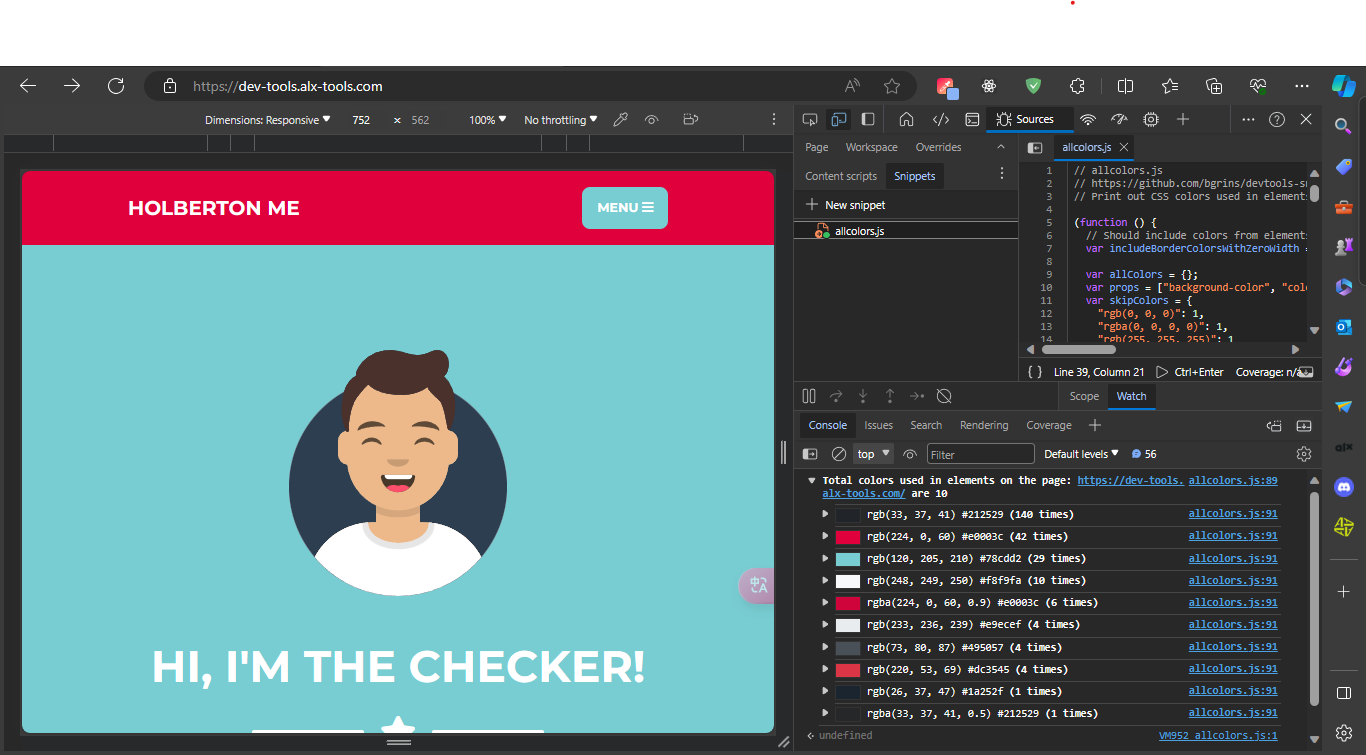 https://dev-tools.alx-tools.com
Dimensions: Responsive 752 × 562 100% No throttling
Sources
HOLBERTON ME
MENU
HI, I'M THE CHECKER!
Page Workspace Overrides
Content scripts Snippets
New snippet
allcolors.js
allcolors.js
1 // allcolors.js
2 // https://github.com/bgrins/devtools-s
3 // Print out CSS colors used in element
4
5 (function () {
6 // Should include colors from elements
7 var includeBorderColorsWithZeroWidth =
8
9 var allColors = {};
10 var props = ["background-color", "colo
11 var skipColors = {
12 "rgb(0, 0, 0)": 1,
13 "rgba(0, 0, 0, 0)": 1,
14 "rgb(255, 255, 255)": 1
{ } Line 39, Column 21 Ctrl+Enter Coverage: n/a
Scope Watch
Console Issues Search Rendering Coverage
top Filter Default levels 56
Total colors used in elements on the page: https://dev-tools. allcolors.js:89
alx-tools.com/ are 10
rgb(33, 37, 41) #212529 (140 times) allcolors.js:91
rgb(224, 0, 60) #e0003c (42 times) allcolors.js:91
rgb(120, 205, 210) #78cdd2 (29 times) allcolors.js:91
rgb(248, 249, 250) #f8f9fa (10 times) allcolors.js:91
rgba(224, 0, 60, 0.9) #e0003c (6 times) allcolors.js:91
rgb(233, 236, 239) #e9ecef (4 times) allcolors.js:91
rgb(73, 80, 87) #495057 (4 times) allcolors.js:91
rgb(220, 53, 69) #dc3545 (4 times) allcolors.js:91
rgb(26, 37, 47) #1a252f (1 times) allcolors.js:91
rgba(33, 37, 41, 0.5) #212529 (1 times) allcolors.js:91
undefined VM952 allcolors.js:1
alx